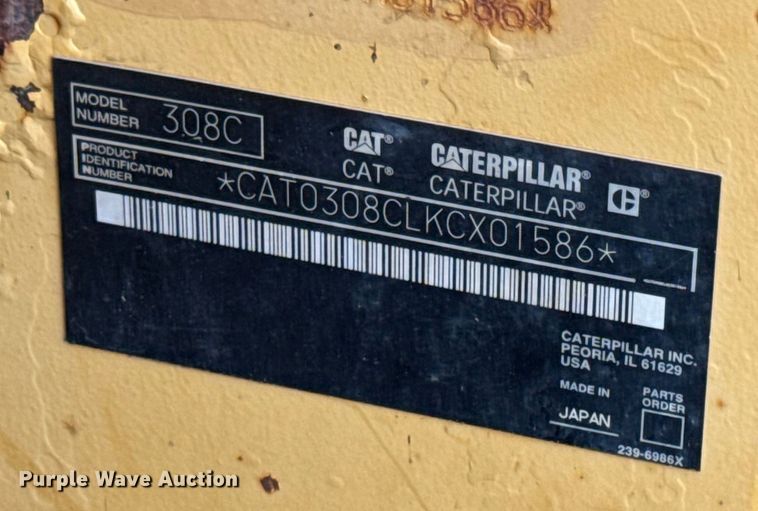 MODEL NUMBER 308C
CAT® CATERPILLAR®
CAT® CATERPILLAR® C®
PRODUCT IDENTIFICATION NUMBER *CAT0308CLKCX01586*
CATERPILLAR INC.
PEORIA, IL 61629
USA
MADE IN JAPAN
PARTS ORDER
239-6986X
Purple Wave Auction